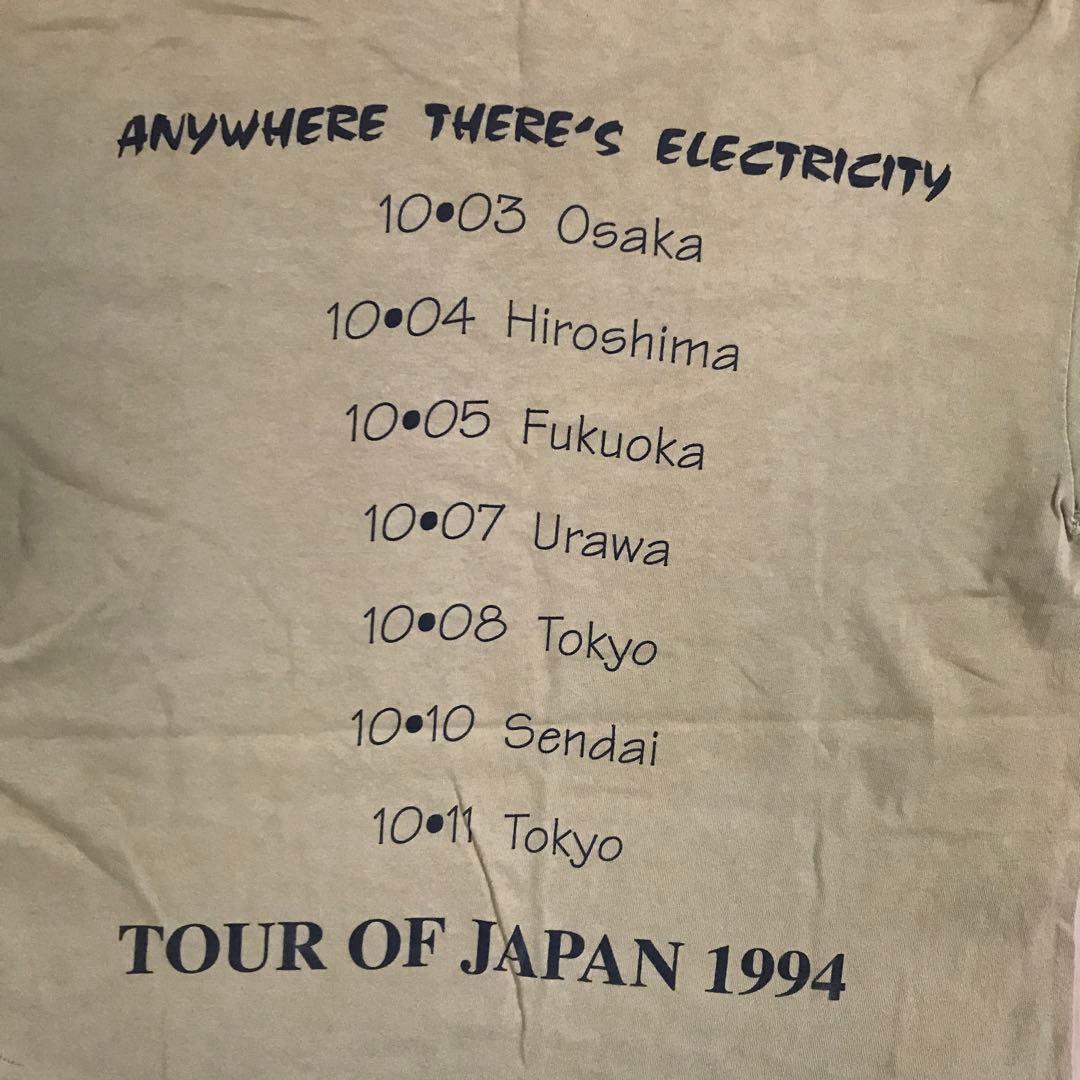 ANYWHERE THERE'S ELECTRICITY
10•03 Osaka
10•04 Hiroshima
10•05 Fukuoka
10•07 Urawa
10•08 Tokyo
10•10 Sendai
10•11 Tokyo
TOUR OF JAPAN 1994